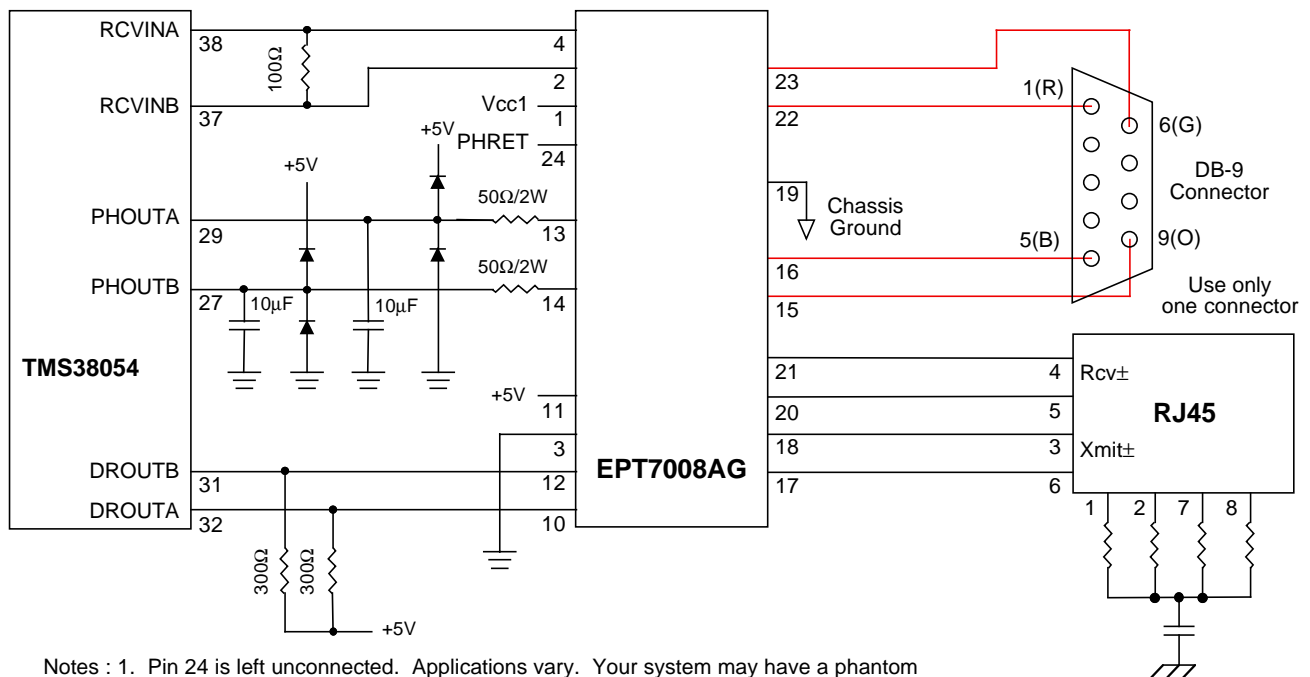 RCVINA
38
100Ω
RCVINB
37
4
2
Vcc1
1
+5V
PHRET
24
+5V
PHOUTA
29
50Ω/2W
13
PHOUTB
27
50Ω/2W
14
10µF
10µF
TMS38054
+5V
11
3
DROUTB
31
12
DROUTA
32
10
300Ω
300Ω
+5V
EPT7008AG
23
22
19
Chassis
Ground
16
15
21
20
18
17
1(R)
6(G)
DB-9
Connector
5(B)
9(O)
Use only
one connector
4
Rcv±
5
RJ45
3
Xmit±
6
1
2
7
8
Notes : 1. Pin 24 is left unconnected. Applications vary. Your system may have a phantom